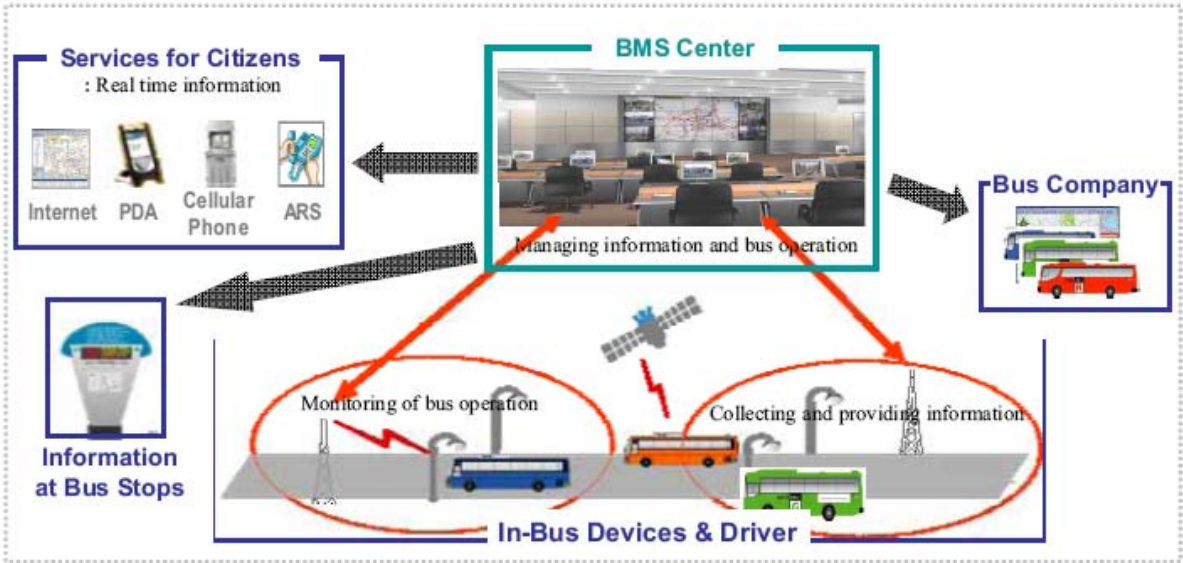 Services for Citizens
: Real time information
Internet
PDA
Cellular
Phone
ARS
BMS Center
Managing information and bus operation
Bus Company
Information
at Bus Stops
Monitoring of bus operation
Collecting and providing information
In-Bus Devices & Driver